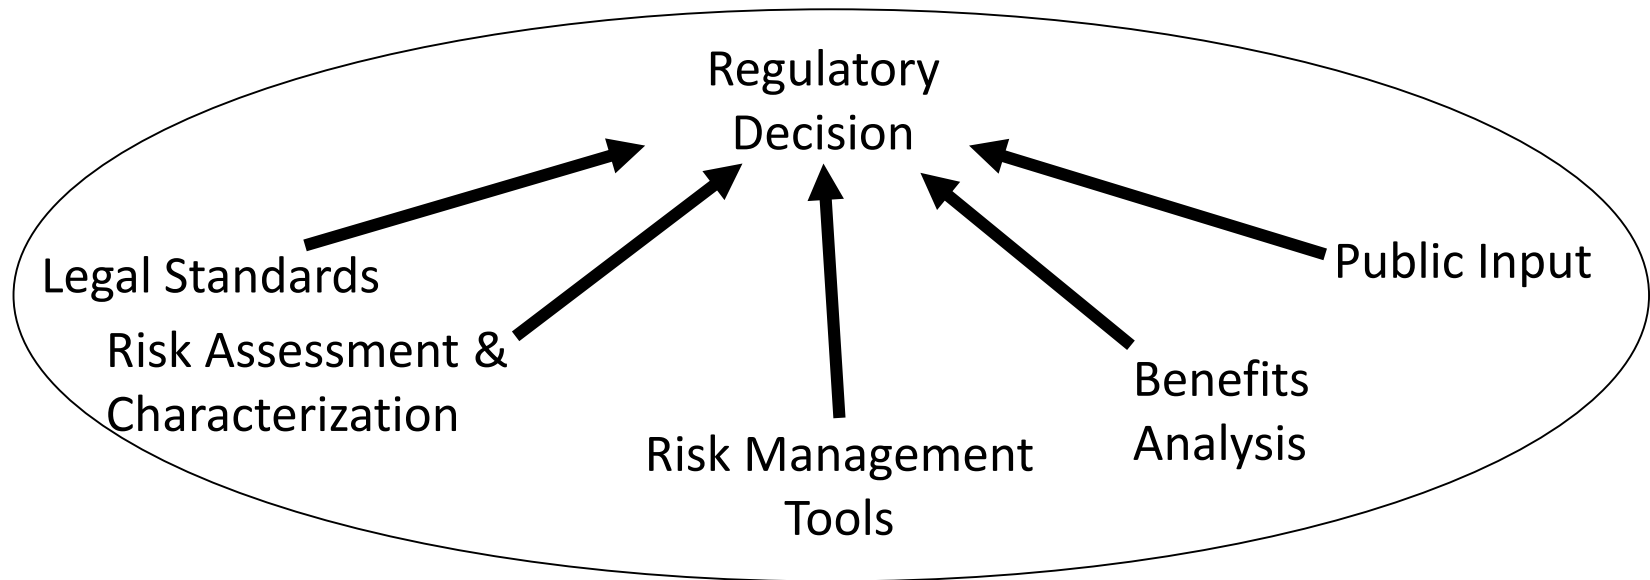 Regulatory
Decision
Legal Standards
Public Input
Risk Assessment &
Characterization
Benefits
Analysis
Risk Management
Tools